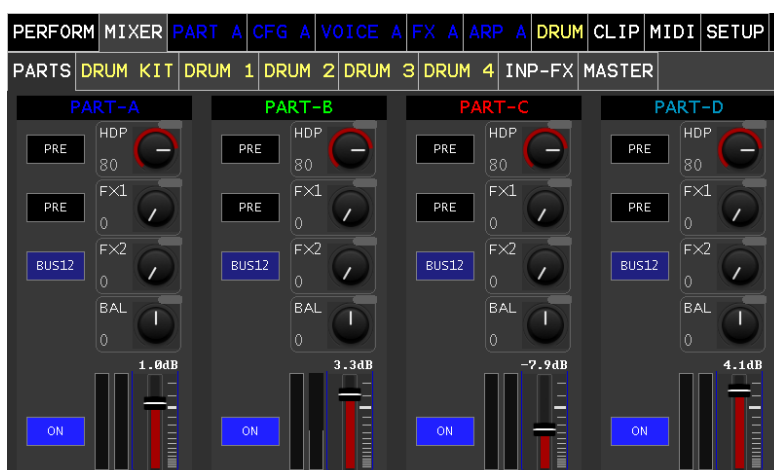 PERFORM MIXER PART A CFG A VOICE A FX A ARP A DRUM CLIP MIDI SETUP
PARTS DRUM KIT DRUM 1 DRUM 2 DRUM 3 DRUM 4 INP-FX MASTER
PART-A PART-B PART-C PART-D
PRE HDP PRE HDP PRE HDP PRE HDP
80 80 80 80
PRE FX1 PRE FX1 PRE FX1 PRE FX1
0 0 0 0
BUS12 FX2 BUS12 FX2 BUS12 FX2 BUS12 FX2
0 0 0 0
BAL BAL BAL BAL
0 0 0 0
1.0dB 3.3dB -7.9dB 4.1dB
ON ON ON ON